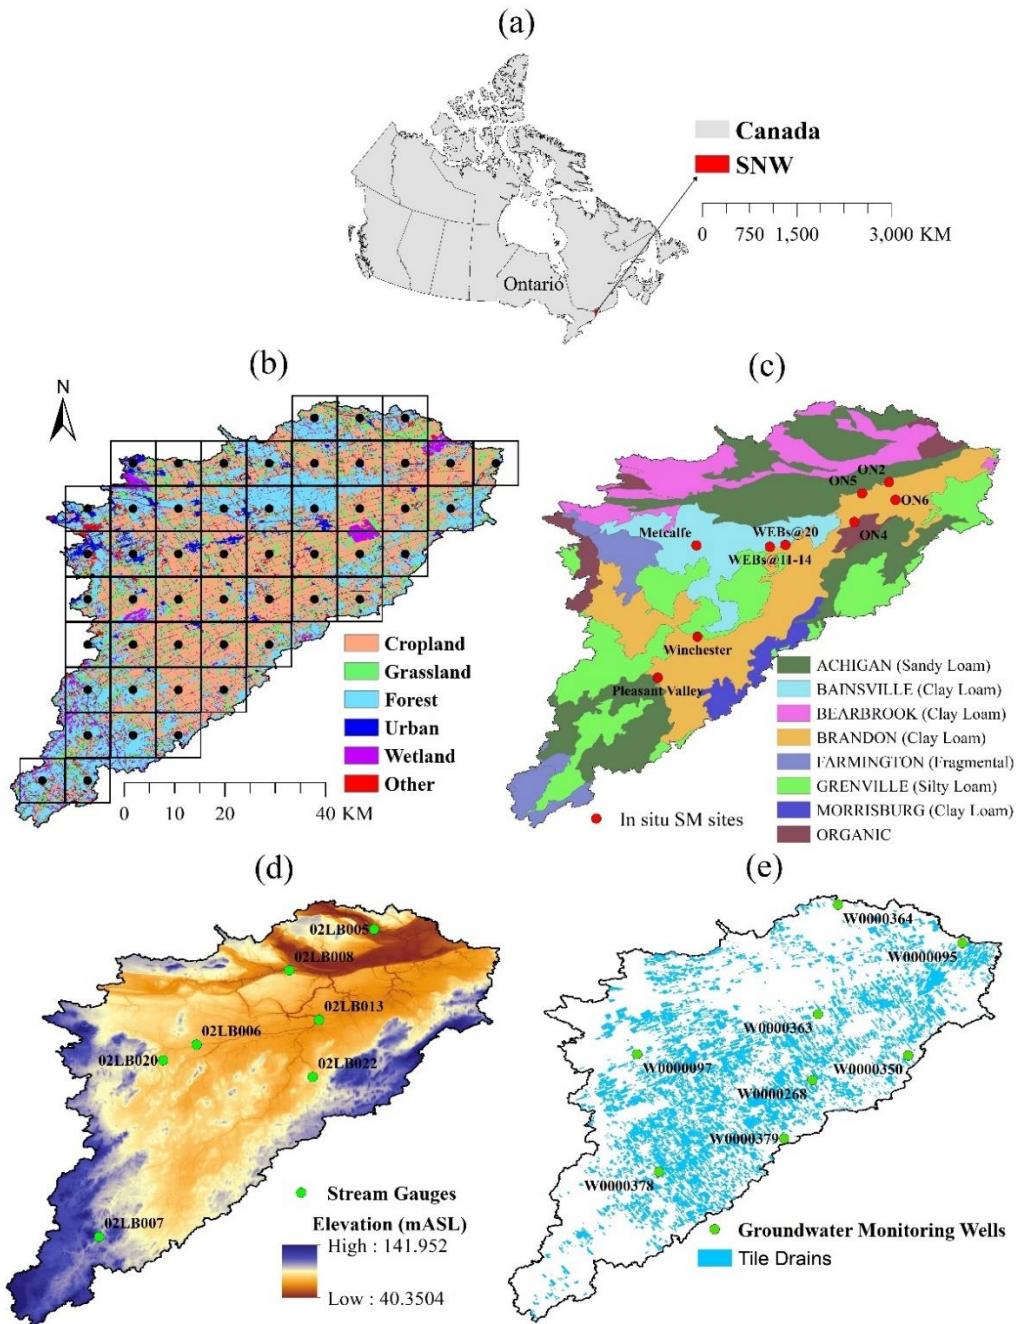 (a)
Canada
SNW
0 750 1,500 3,000 KM
Ontario
(b)
N
Cropland
Grassland
Forest
Urban
Wetland
Other
0 10 20 40 KM
(c)
ON2
ON5
ON6
ON4
Metcalfe
WEBs@20
WEBs@11-14
Winchester
Pleasant Valley
ACHIGAN (Sandy Loam)
BAINSVILLE (Clay Loam)
BEARBROOK (Clay Loam)
BRANDON (Clay Loam)
FARMINGTON (Fragmental)
GRENVILLE (Silty Loam)
MORRISBURG (Clay Loam)
ORGANIC
In situ SM sites
(d)
02LB005
02LB008
02LB013
02LB006
02LB020
02LB022
02LB007
Stream Gauges
Elevation (mASL)
High : 141.952
Low : 40.3504
(e)
W0000364
W0000095
W0000363
W0000097
W0000350
W0000268
W0000379
W0000378
Groundwater Monitoring Wells
Tile Drains